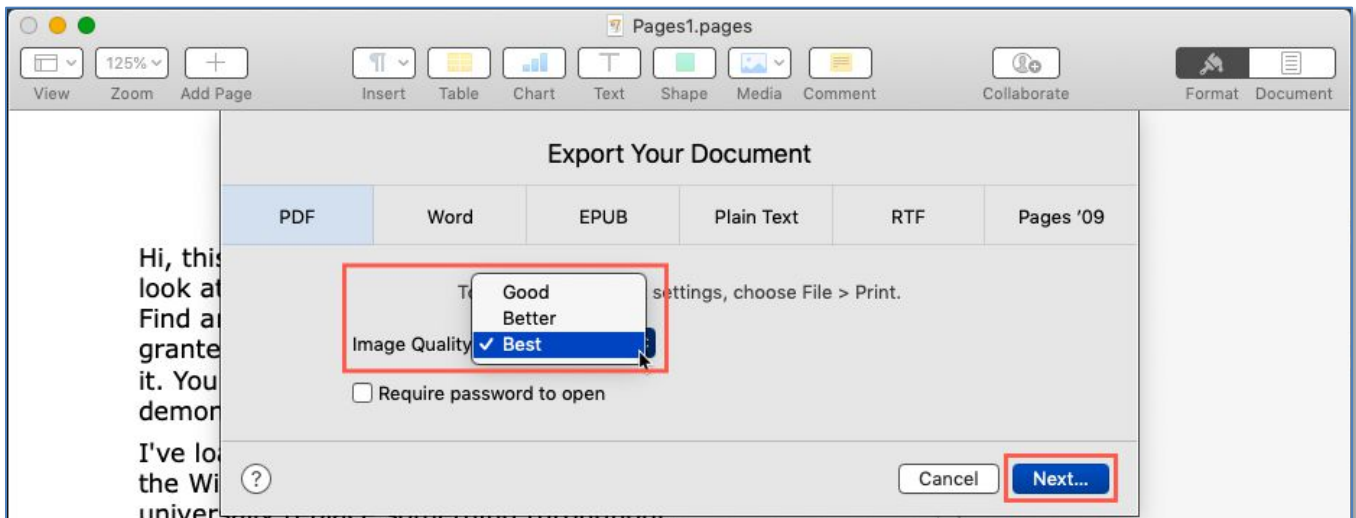 Pages1.pages
125%
View Zoom Add Page Insert Table Chart Text Shape Media Comment Collaborate Format Document
Export Your Document
PDF Word EPUB Plain Text RTF Pages '09
Hi, this
look at
settings, choose File > Print.
Good
Better
Image Quality ✓ Best
Find
grante
it. You
Require password to open
demon
I've
the Wi
?
Cancel Next...